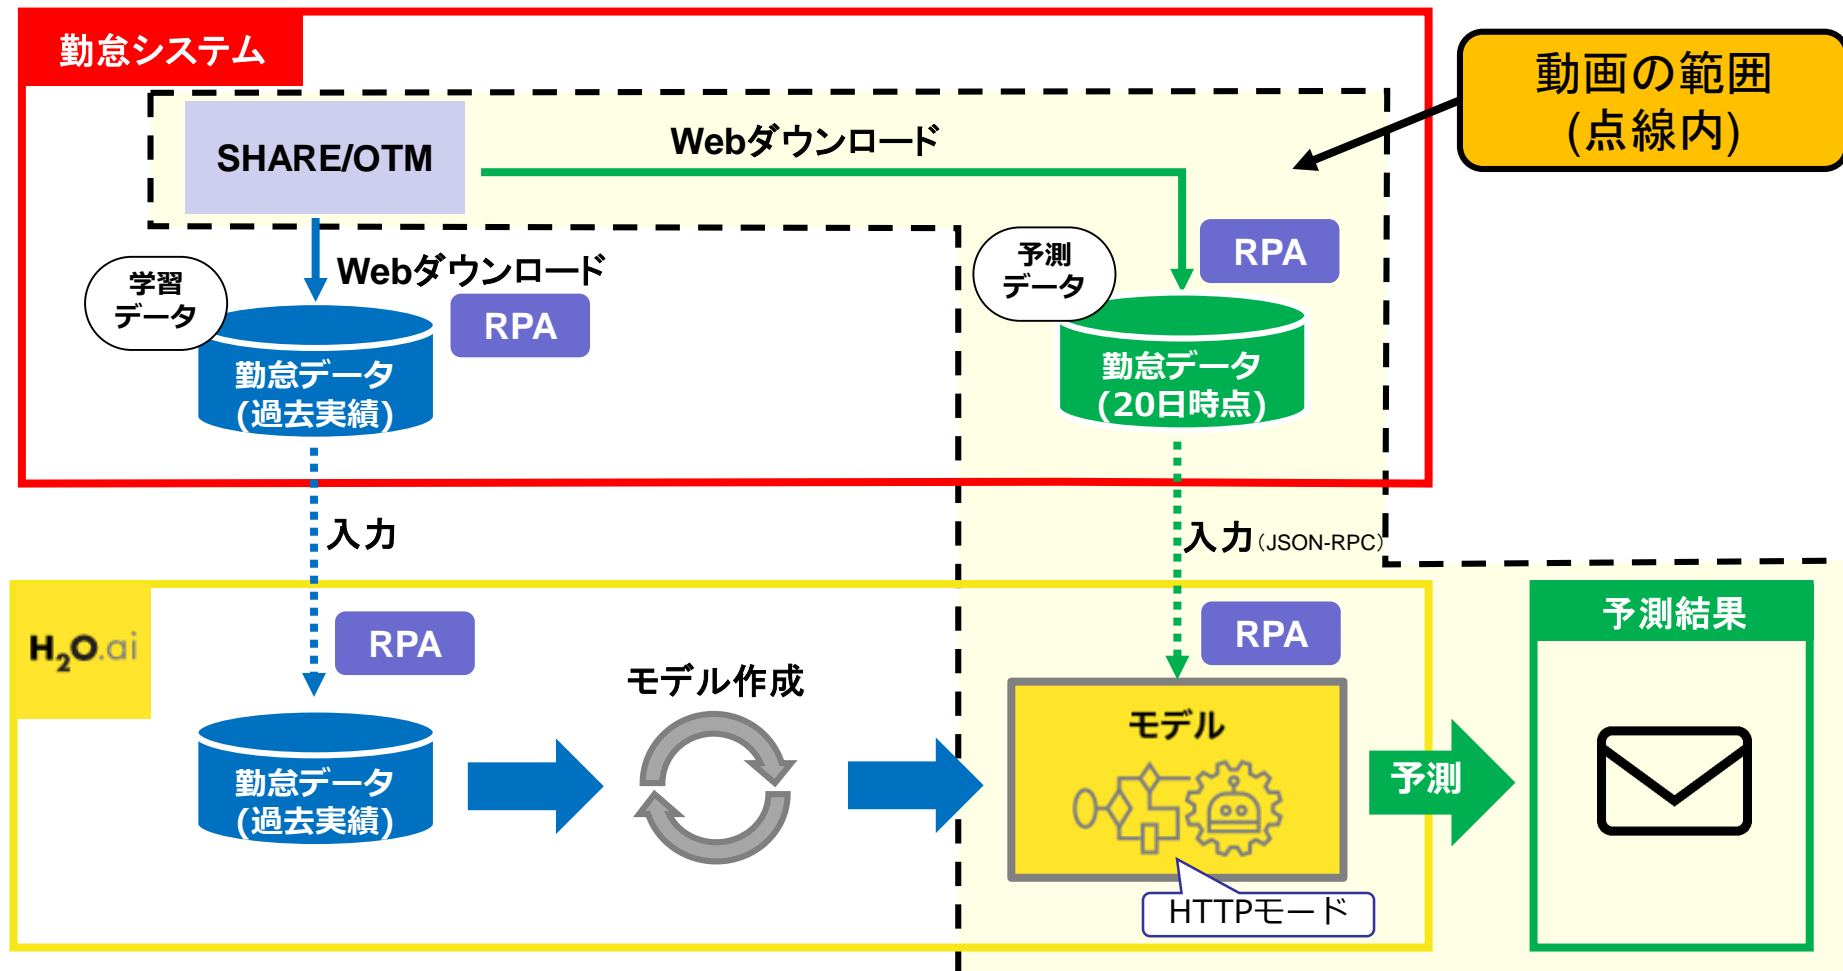 勤怠システム
動画の範囲
(点線内)
SHARE/OTM
Webダウンロード
RPA
予測
データ
Webダウンロード
学習
データ
RPA
勤怠データ
(過去実績)
勤怠データ
(20日時点)
入力
入力(JSON-RPC)
H2O.ai
RPA
RPA
予測結果
モデル作成
モデル
勤怠データ
(過去実績)
予測
HTTPモード